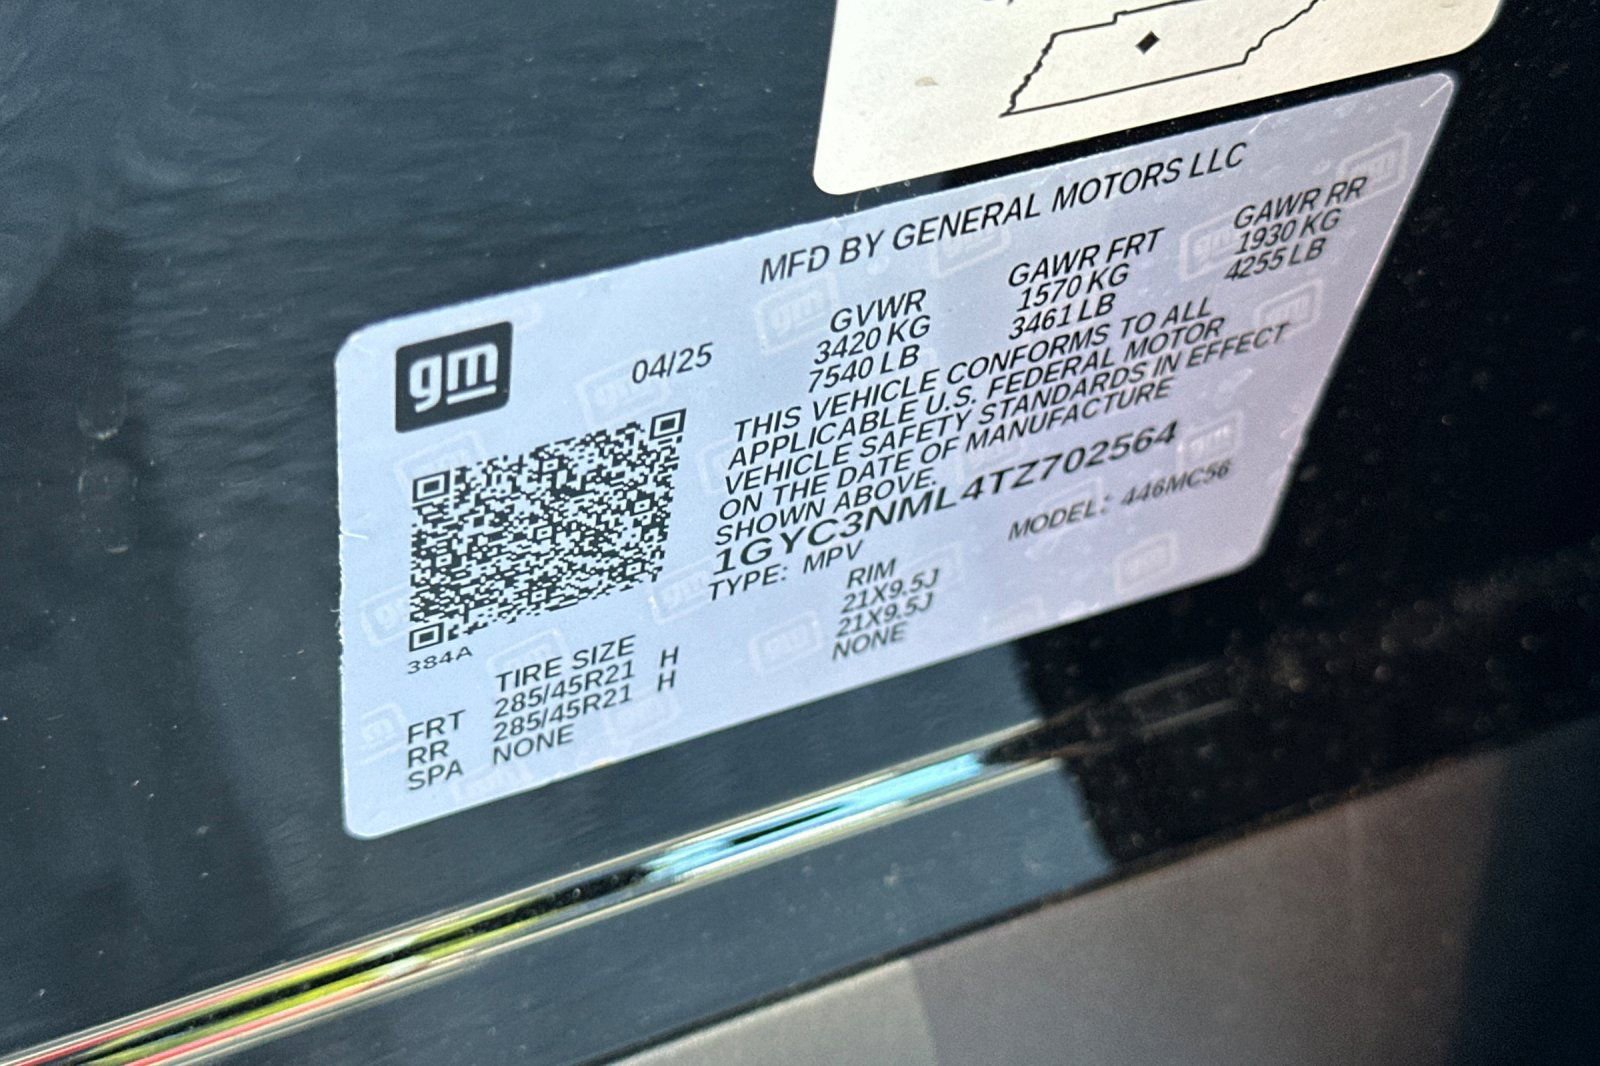 MFD BY GENERAL MOTORS LLC
gm
04/25
GVWR
3420 KG
7540 LB
GAWR FRT
1570 KG
3461 LB
GAWR RR
1930 KG
4255 LB
THIS VEHICLE CONFORMS TO ALL
APPLICABLE U.S. FEDERAL MOTOR
VEHICLE SAFETY STANDARDS IN EFFECT
ON THE DATE OF MANUFACTURE
SHOWN ABOVE.
1GYC3NML4TZ702564
TYPE: MPV
MODEL: 446MC56
384A
TIRE SIZE
RIM
FRT 285/45R21 H 21X9.5J
RR 285/45R21 H 21X9.5J
SPA NONE NONE